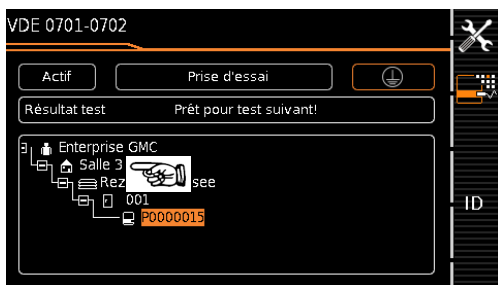 VDE 0701-0702
Actif Prise d'essai
Résultat test Prêt pour test suivant!
Enterprise GMC
Salle 3
Rez see
001
P0000015
ID